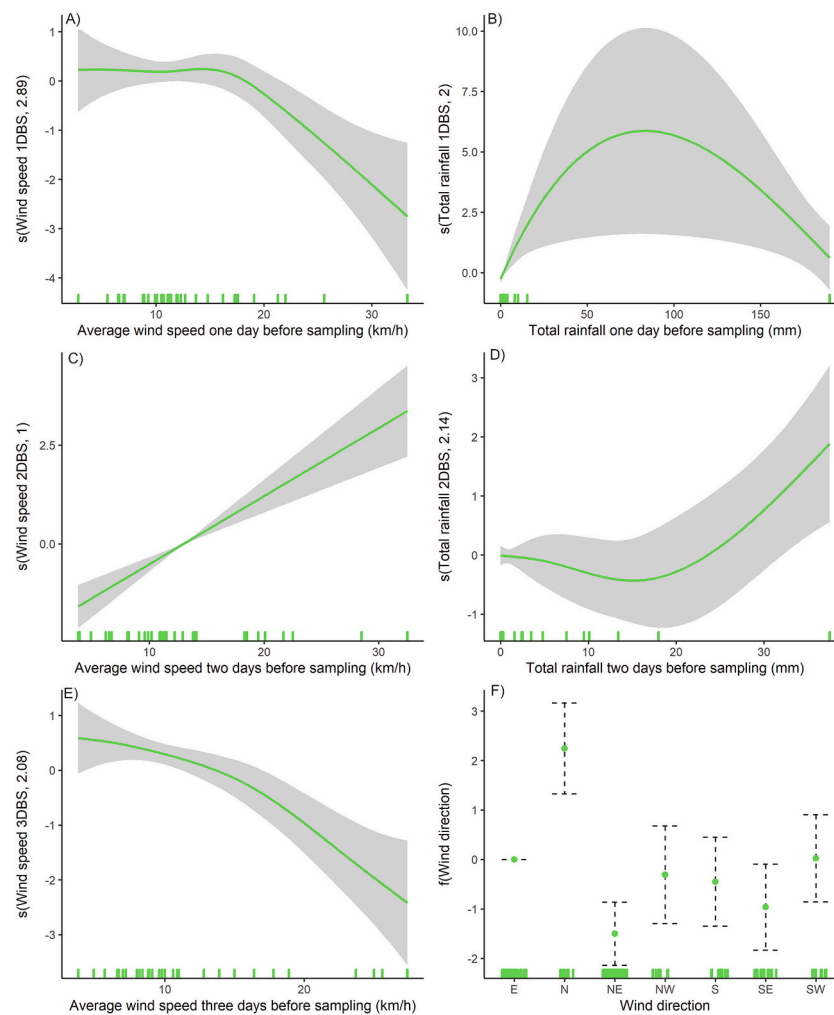 A)
s(Wind speed 1DBS, 2.89)
1
0
-1
-2
-3
-4
10
20
30
Average wind speed one day before sampling (km/h)
B)
s(Total rainfall 1DBS, 2)
10.0
7.5
5.0
2.5
0.0
0
50
100
150
Total rainfall one day before sampling (mm)
C)
s(Wind speed 2DBS, 1)
2.5
0.0
10
20
30
Average wind speed two days before sampling (km/h)
D)
s(Total rainfall 2DBS, 2.14)
3
2
1
0
-1
0
10
20
30
Total rainfall two days before sampling (mm)
E)
s(Wind speed 3DBS, 2.08)
1
0
-1
-2
-3
10
20
Average wind speed three days before sampling (km/h)
F)
f(Wind direction)
3
2
1
0
-1
-2
E
N
NE
NW
S
SE
SW
Wind direction